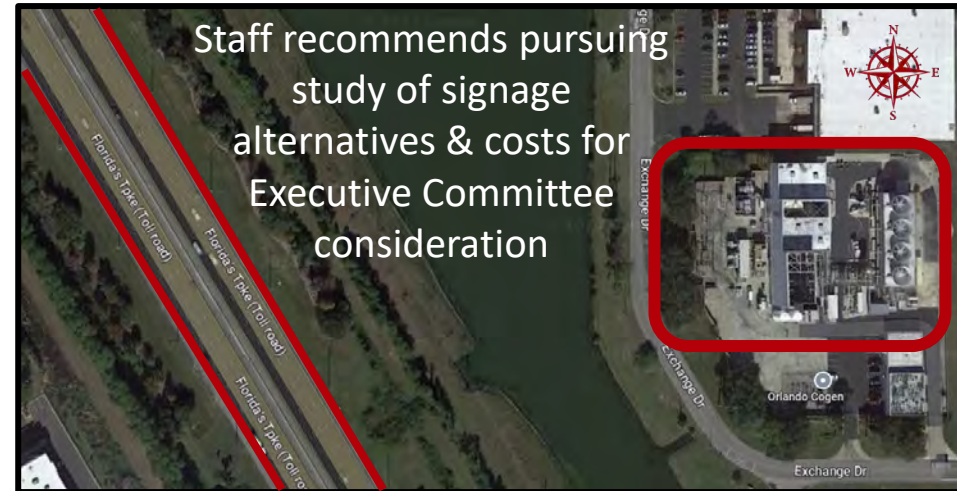 Staff recommends pursuing
study of signage
alternatives & costs for
Executive Committee
consideration
N
W
E
S
Florida's Tpke (Toll road)
Florida's Tpke (Toll road)
Florida's Tpke (Toll road)
Florida's Tpke (Toll
Exchange Dr
Exchange Dr
Orlando Cogen
Exchange Dr